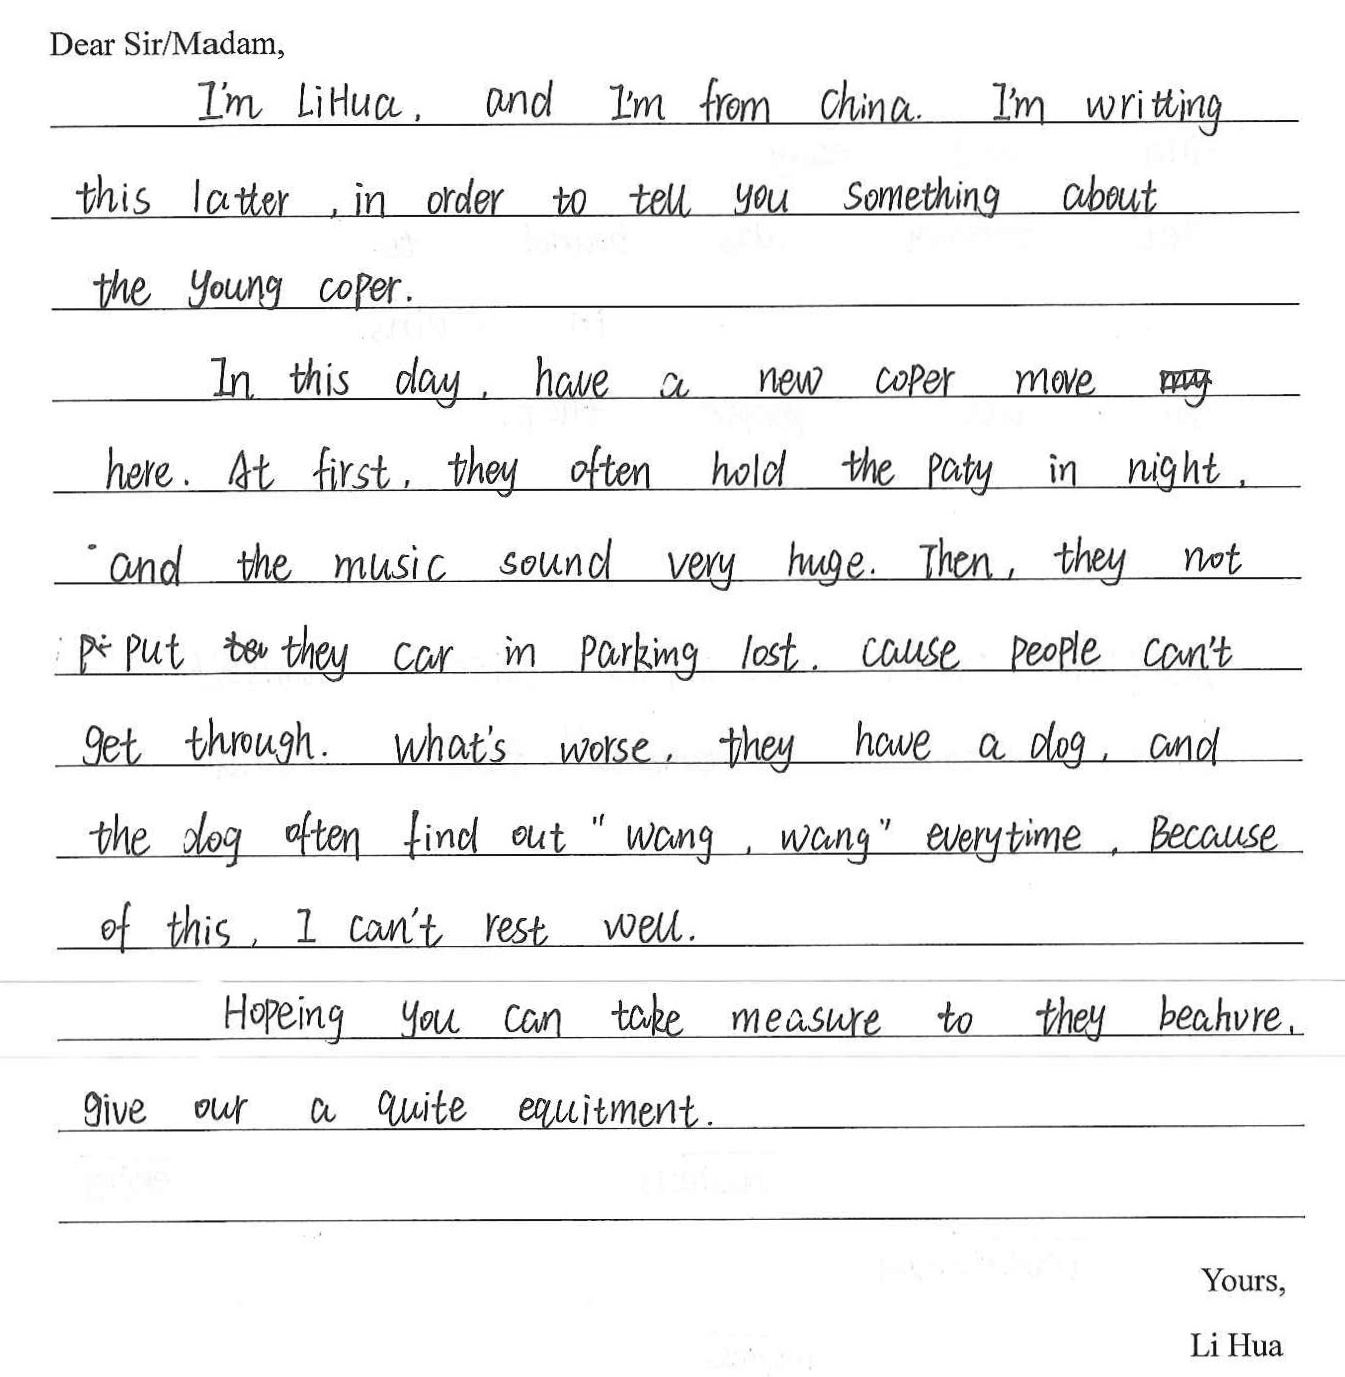 Dear Sir/Madam,
I'm LiHua, and I'm from China. I'm writting
this latter, in order to tell you something about
the young coper.
In this day, have a new coper move
here. At first, they often hold the paty in night,
and the music sound very huge. Then, they not
put they car in parking lost. cause people can't
get through. what's worse, they have a dog, and
the dog often find out "wang, wang" everytime, Because
of this, I can't rest well.
Hopeing you can take measure to they beahvre,
give our a quite equitment.
Yours,
Li Hua